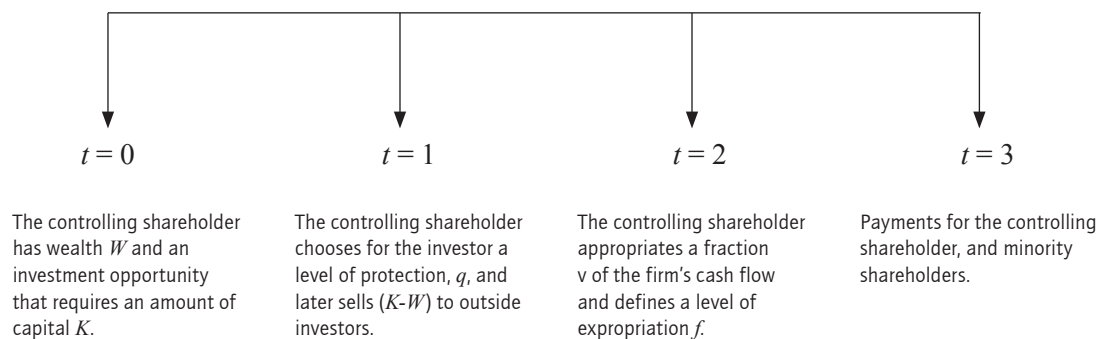 t = 0
t = 1
t = 2
t = 3
The controlling shareholder
has wealth W and an
investment opportunity
that requires an amount of
capital K.
The controlling shareholder
chooses for the investor a
level of protection, q, and
later sells (K-W) to outside
investors.
The controlling shareholder
appropriates a fraction
v of the firm's cash flow
and defines a level of
expropriation f.
Payments for the controlling
shareholder, and minority
shareholders.